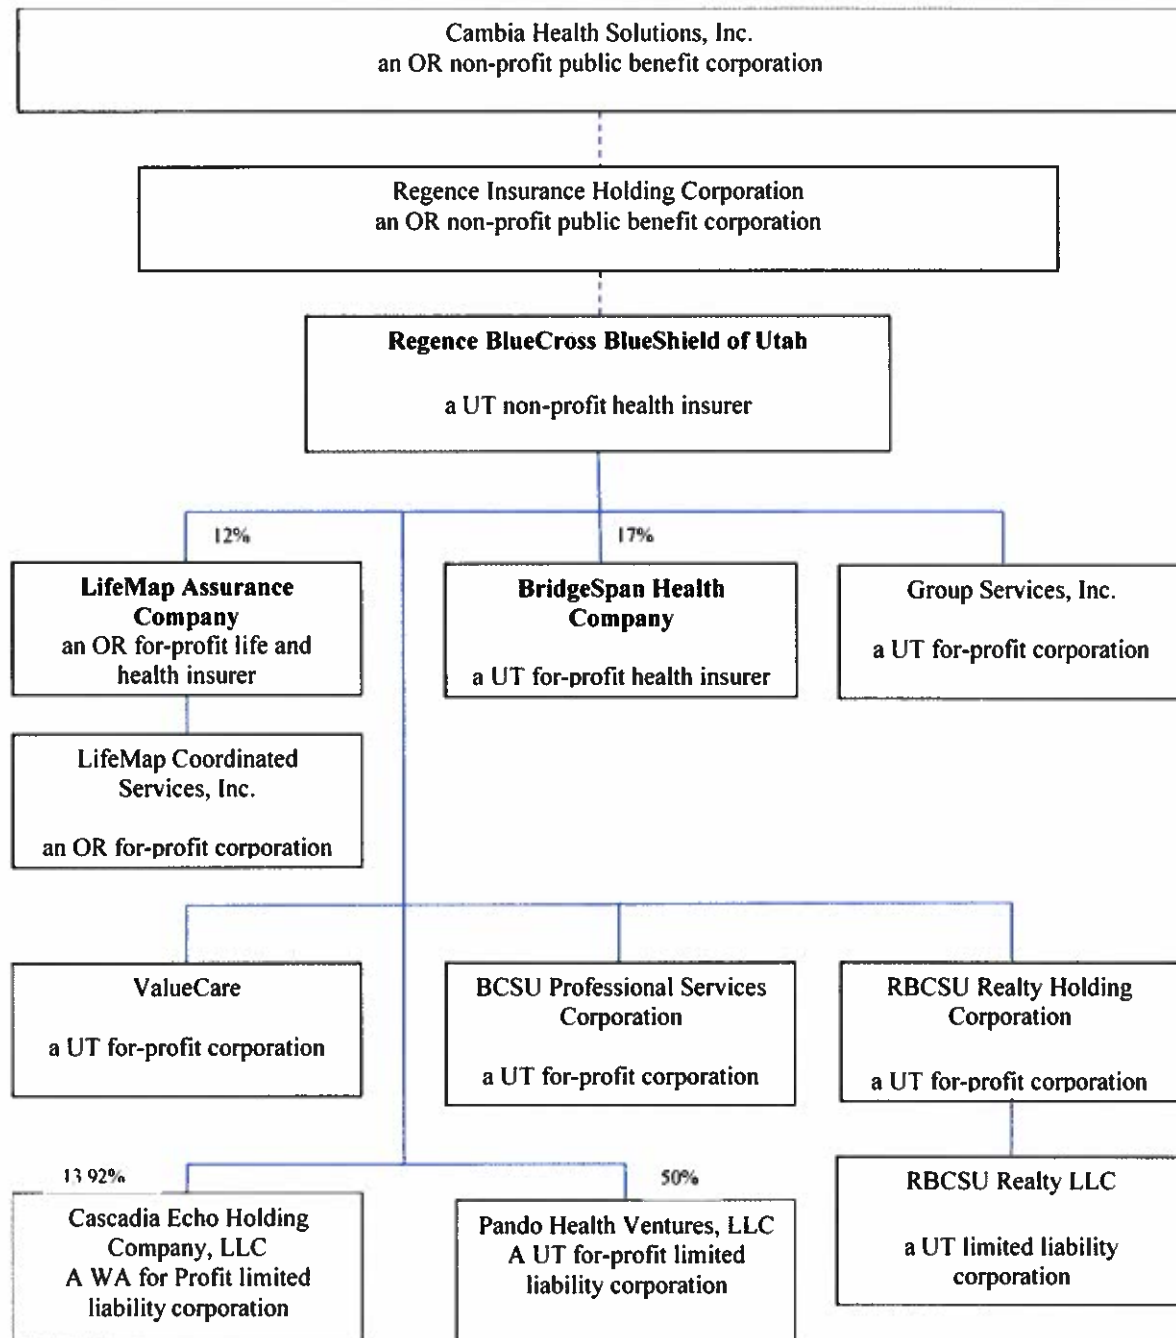 Cambia Health Solutions, Inc.
an OR non-profit public benefit corporation
Regence Insurance Holding Corporation
an OR non-profit public benefit corporation
Regence BlueCross BlueShield of Utah
a UT non-profit health insurer
12%
17%
LifeMap Assurance
Company
an OR for-profit life and
health insurer
BridgeSpan Health
Company
a UT for-profit health insurer
Group Services, Inc.
a UT for-profit corporation
LifeMap Coordinated
Services, Inc.
an OR for-profit corporation
ValueCare
a UT for-profit corporation
BCSU Professional Services
Corporation
a UT for-profit corporation
RBCSU Realty Holding
Corporation
a UT for-profit corporation
13 92%
50%
Cascadia Echo Holding
Company, LLC
A WA for Profit limited
liability corporation
Pando Health Ventures, LLC
A UT for-profit limited
liability corporation
RBCSU Realty LLC
a UT limited liability
corporation